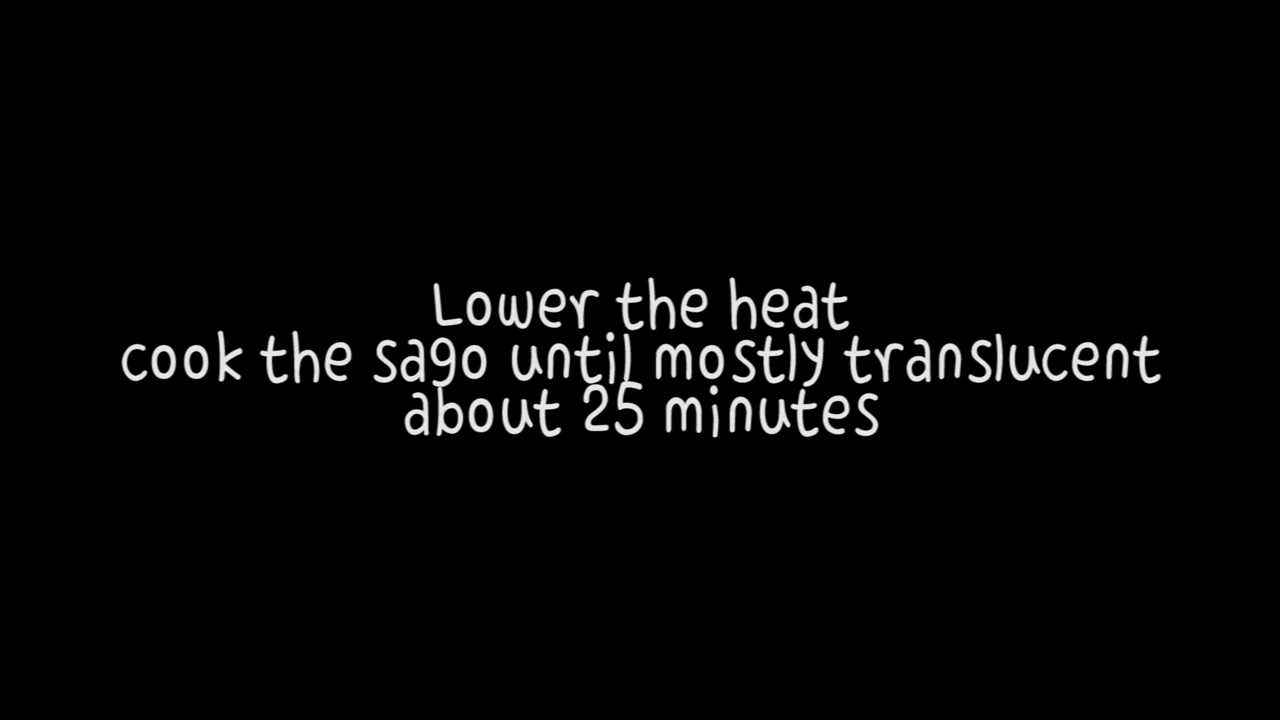 Lower the heat
cook the sago until mostly translucent
about 25 minutes